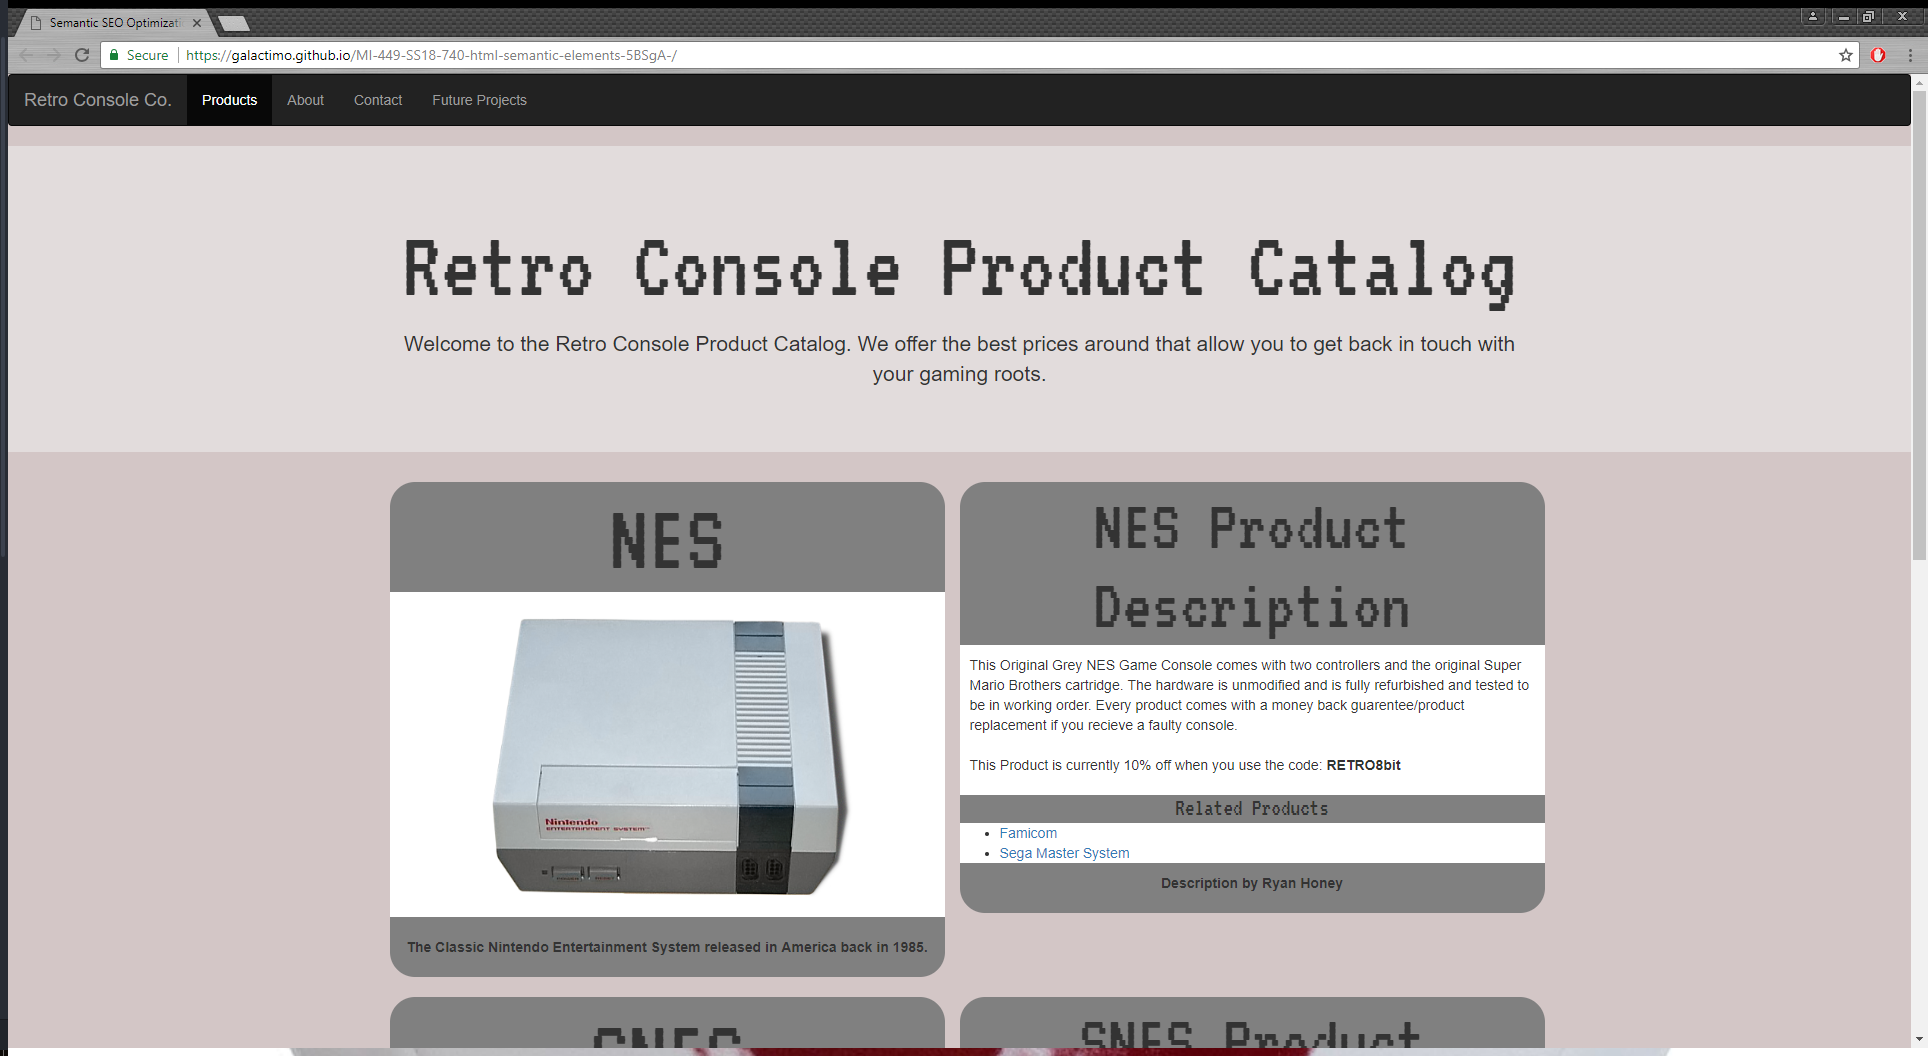 Semantic SEO Optimizati
Secure https://galactimo.github.io/MI-449-SS18-740-html-semantic-elements-5BSgA-/
Retro Console Co. Products About Contact Future Projects
Retro Console Product Catalog
Welcome to the Retro Console Product Catalog. We offer the best prices around that allow you to get back in touch with
your gaming roots.
NES
Nintendo
ENTERTAINMENT SYSTEM™
The Classic Nintendo Entertainment System released in America back in 1985.
NES Product
Description
This Original Grey NES Game Console comes with two controllers and the original Super
Mario Brothers cartridge. The hardware is unmodified and is fully refurbished and tested to
be in working order. Every product comes with a money back guarentee/product
replacement if you recieve a faulty console.
This Product is currently 10% off when you use the code: RETRO8bit
Related Products
Famicom
Sega Master System
Description by Ryan Honey
SNES
SNES Product